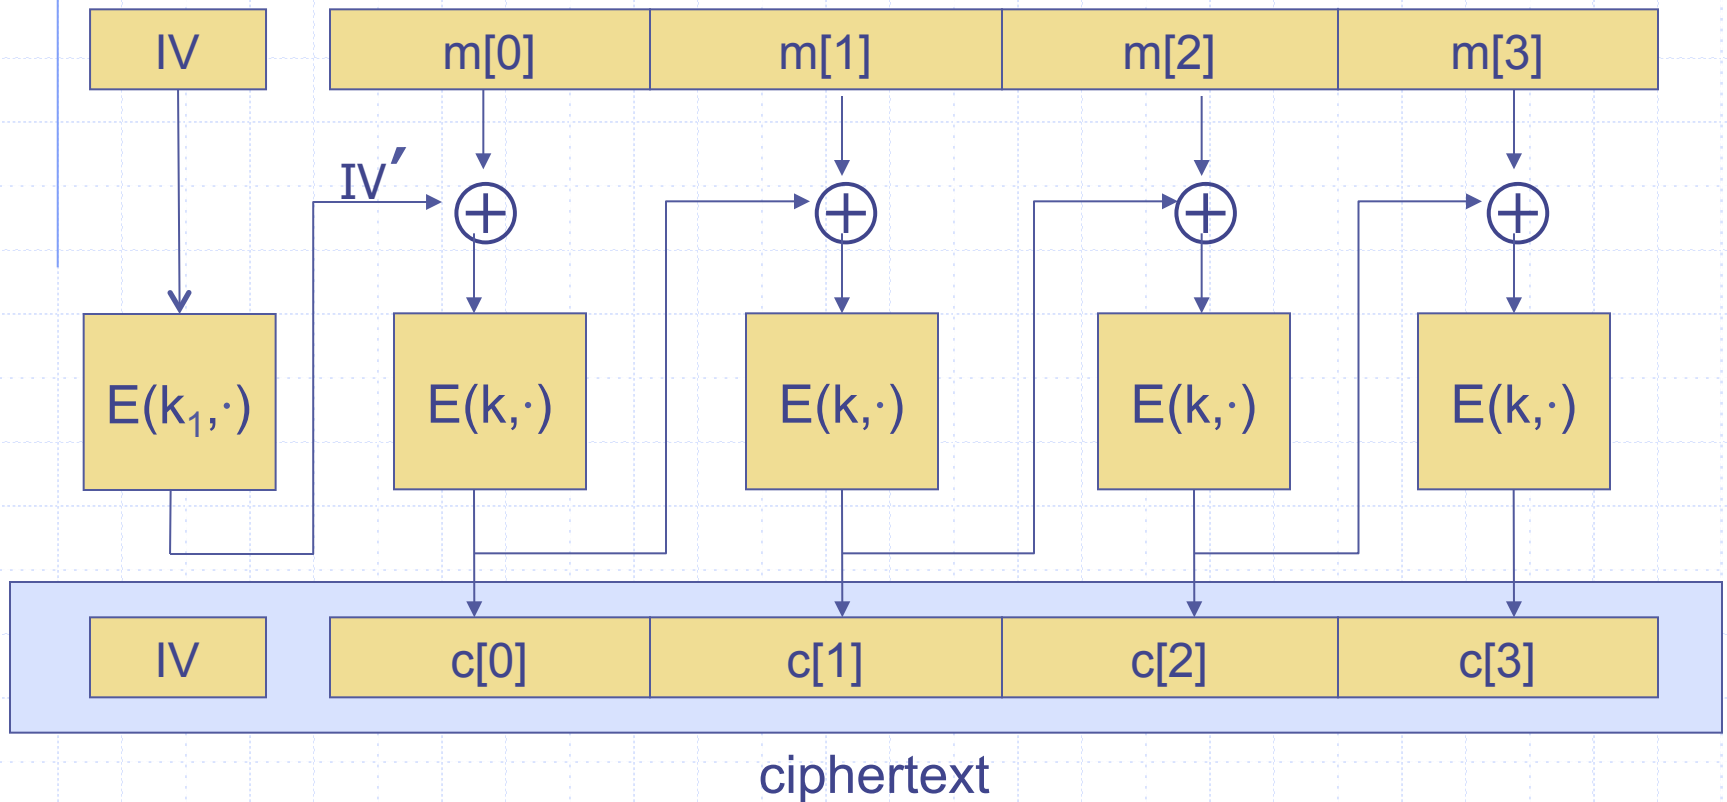 IV m[0] m[1] m[2] m[3]
IV′
E(k₁,·) E(k,·) E(k,·) E(k,·) E(k,·)
IV c[0] c[1] c[2] c[3]
ciphertext